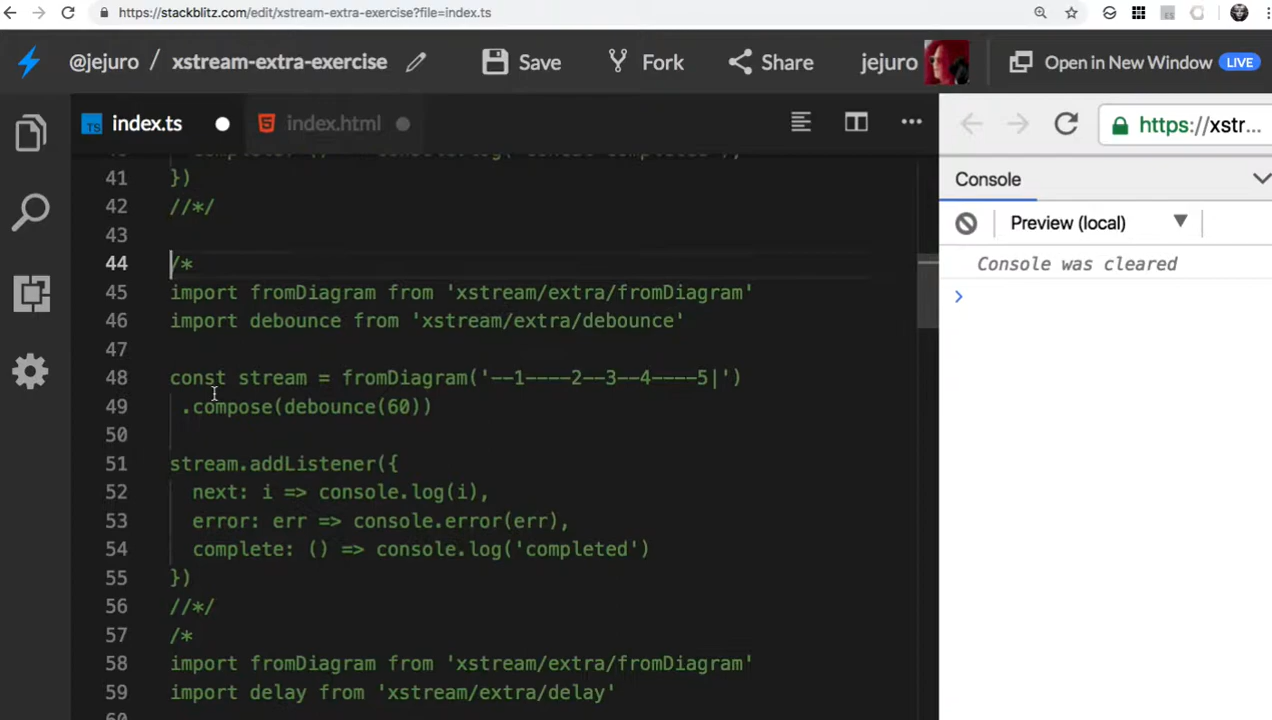 https://stackblitz.com/edit/xstream-extra-exercise?file=index.ts
@jejuro / xstream-extra-exercise Save Fork Share jejuro Open in New Window LIVE
TS index.ts index.html https://xstr...
41 })
42 //*/
43
44 /*
45 import fromDiagram from 'xstream/extra/fromDiagram'
46 import debounce from 'xstream/extra/debounce'
47
48 const stream = fromDiagram('--1----2--3--4----5|')
49 .compose(debounce(60))
50
51 stream.addListener({
52 next: i => console.log(i),
53 error: err => console.error(err),
54 complete: () => console.log('completed')
55 })
56 //*/
57 /*
58 import fromDiagram from 'xstream/extra/fromDiagram'
59 import delay from 'xstream/extra/delay'
Console
Preview (local)
Console was cleared